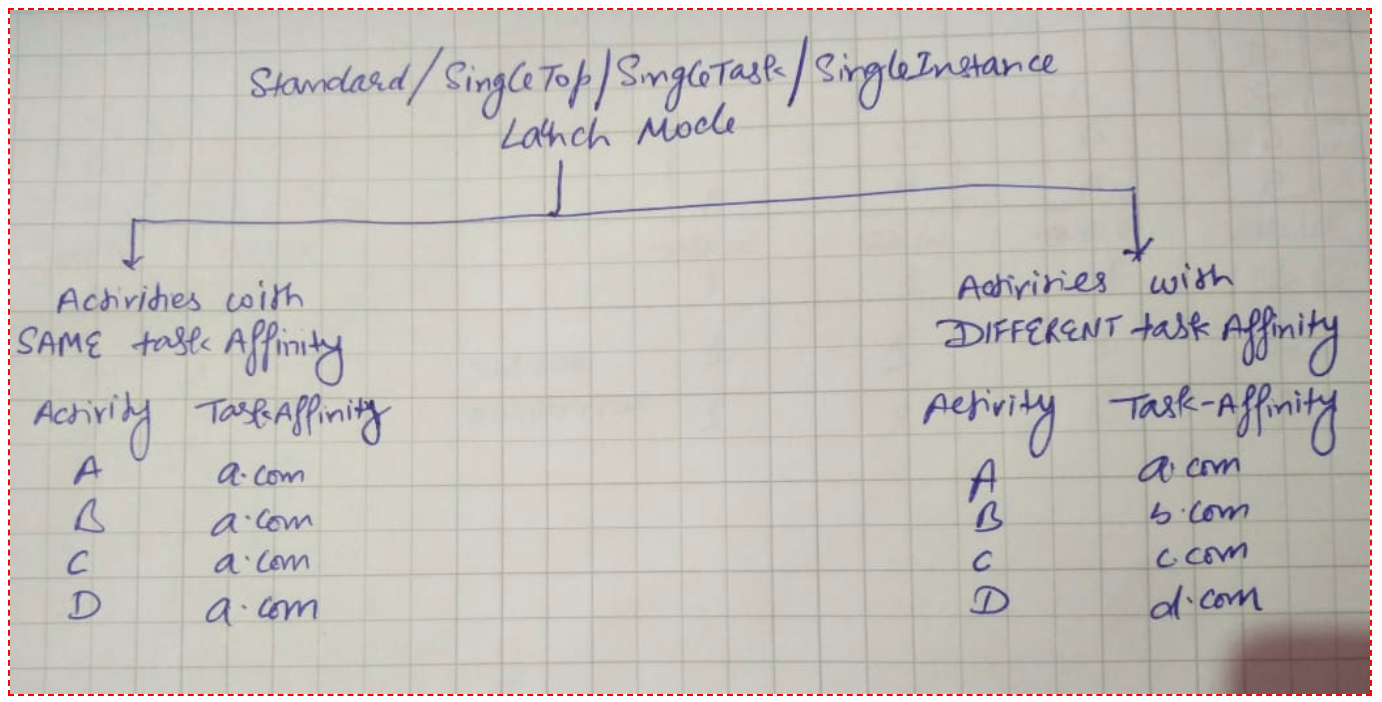 Standard/SingleTop/SingleTask/SingleInstance
Launch Mode
Activities with
SAME task Affinity
Activity TaskAffinity
A a.com
B a.com
C a.com
D a.com
Activities with
DIFFERENT task Affinity
Activity Task-Affinity
A a.com
B b.com
C c.com
D d.com